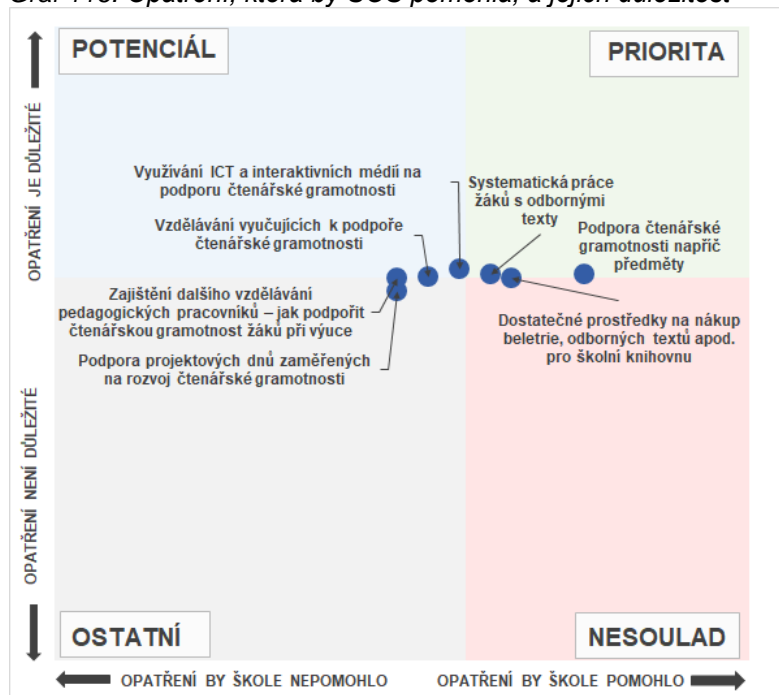 POTENCIÁL
PRIORITA
OPATŘENÍ JE DŮLEŽITÉ
Využívání ICT a interaktivních médií na
podporu čtenářské gramotnosti
Systematická práce
žáků s odbornými
texty
Vzdělávání vyučujících k podpoře
čtenářské gramotnosti
Podpora čtenářské
gramotnosti napříč
předměty
Zajištění dalšího vzdělávání
pedagogických pracovníků – jak podpořit
čtenářskou gramotnost žáků při výuce
Dostatečné prostředky na nákup
beletrie, odborných textů apod.
pro školní knihovnu
Podpora projektových dnů zaměřených
na rozvoj čtenářské gramotnosti
OPATŘENÍ NENÍ DŮLEŽITÉ
OSTATNÍ
NESOULAD
OPATŘENÍ BY ŠKOLE NEPOMOHLO
OPATŘENÍ BY ŠKOLE POMOHLO